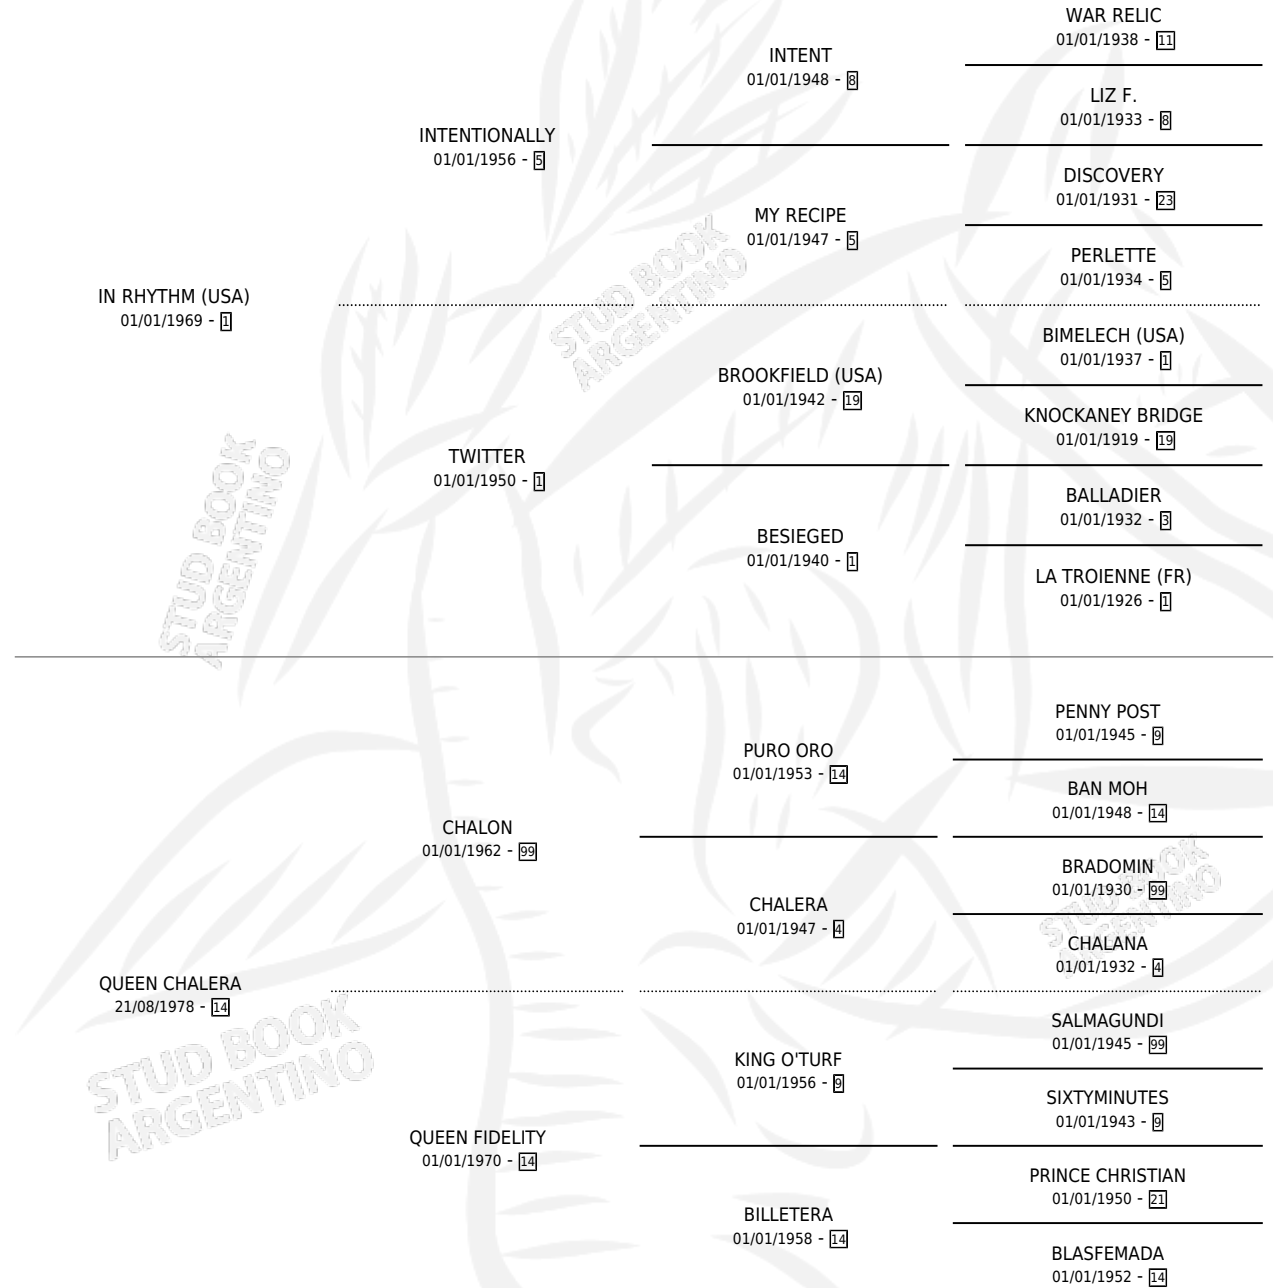 WAR RELIC
01/01/1938 - 11
INTENT
01/01/1948 - 8
LIZ F.
01/01/1933 - 8
INTENTIONALLY
01/01/1956 - 5
DISCOVERY
01/01/1931 - 23
MY RECIPE
01/01/1947 - 5
PERLETTE
01/01/1934 - 5
IN RHYTHM (USA)
01/01/1969 - 1
BIMELECH (USA)
01/01/1937 - 1
BROOKFIELD (USA)
01/01/1942 - 19
KNOCKANEY BRIDGE
01/01/1919 - 19
TWITTER
01/01/1950 - 1
BALLADIER
01/01/1932 - 3
BESIEGED
01/01/1940 - 1
LA TROIENNE (FR)
01/01/1926 - 1
PENNY POST
01/01/1945 - 9
PURO ORO
01/01/1953 - 14
BAN MOH
01/01/1948 - 14
CHALON
01/01/1962 - 99
BRADOMIN
01/01/1930 - 99
CHALERA
01/01/1947 - 4
CHALANA
01/01/1932 - 4
QUEEN CHALERA
21/08/1978 - 14
SALMAGUNDI
01/01/1945 - 99
KING O'TURF
01/01/1956 - 9
SIXTYMINUTES
01/01/1943 - 9
QUEEN FIDELITY
01/01/1970 - 14
PRINCE CHRISTIAN
01/01/1950 - 21
BILLETERA
01/01/1958 - 14
BLASFEMADA
01/01/1952 - 14
STUD BOOK
ARGENTINO
STUD BOOK
ARGENTINO
STUD BOOK
ARGENTINO
STUD BOOK
ARGENTINO